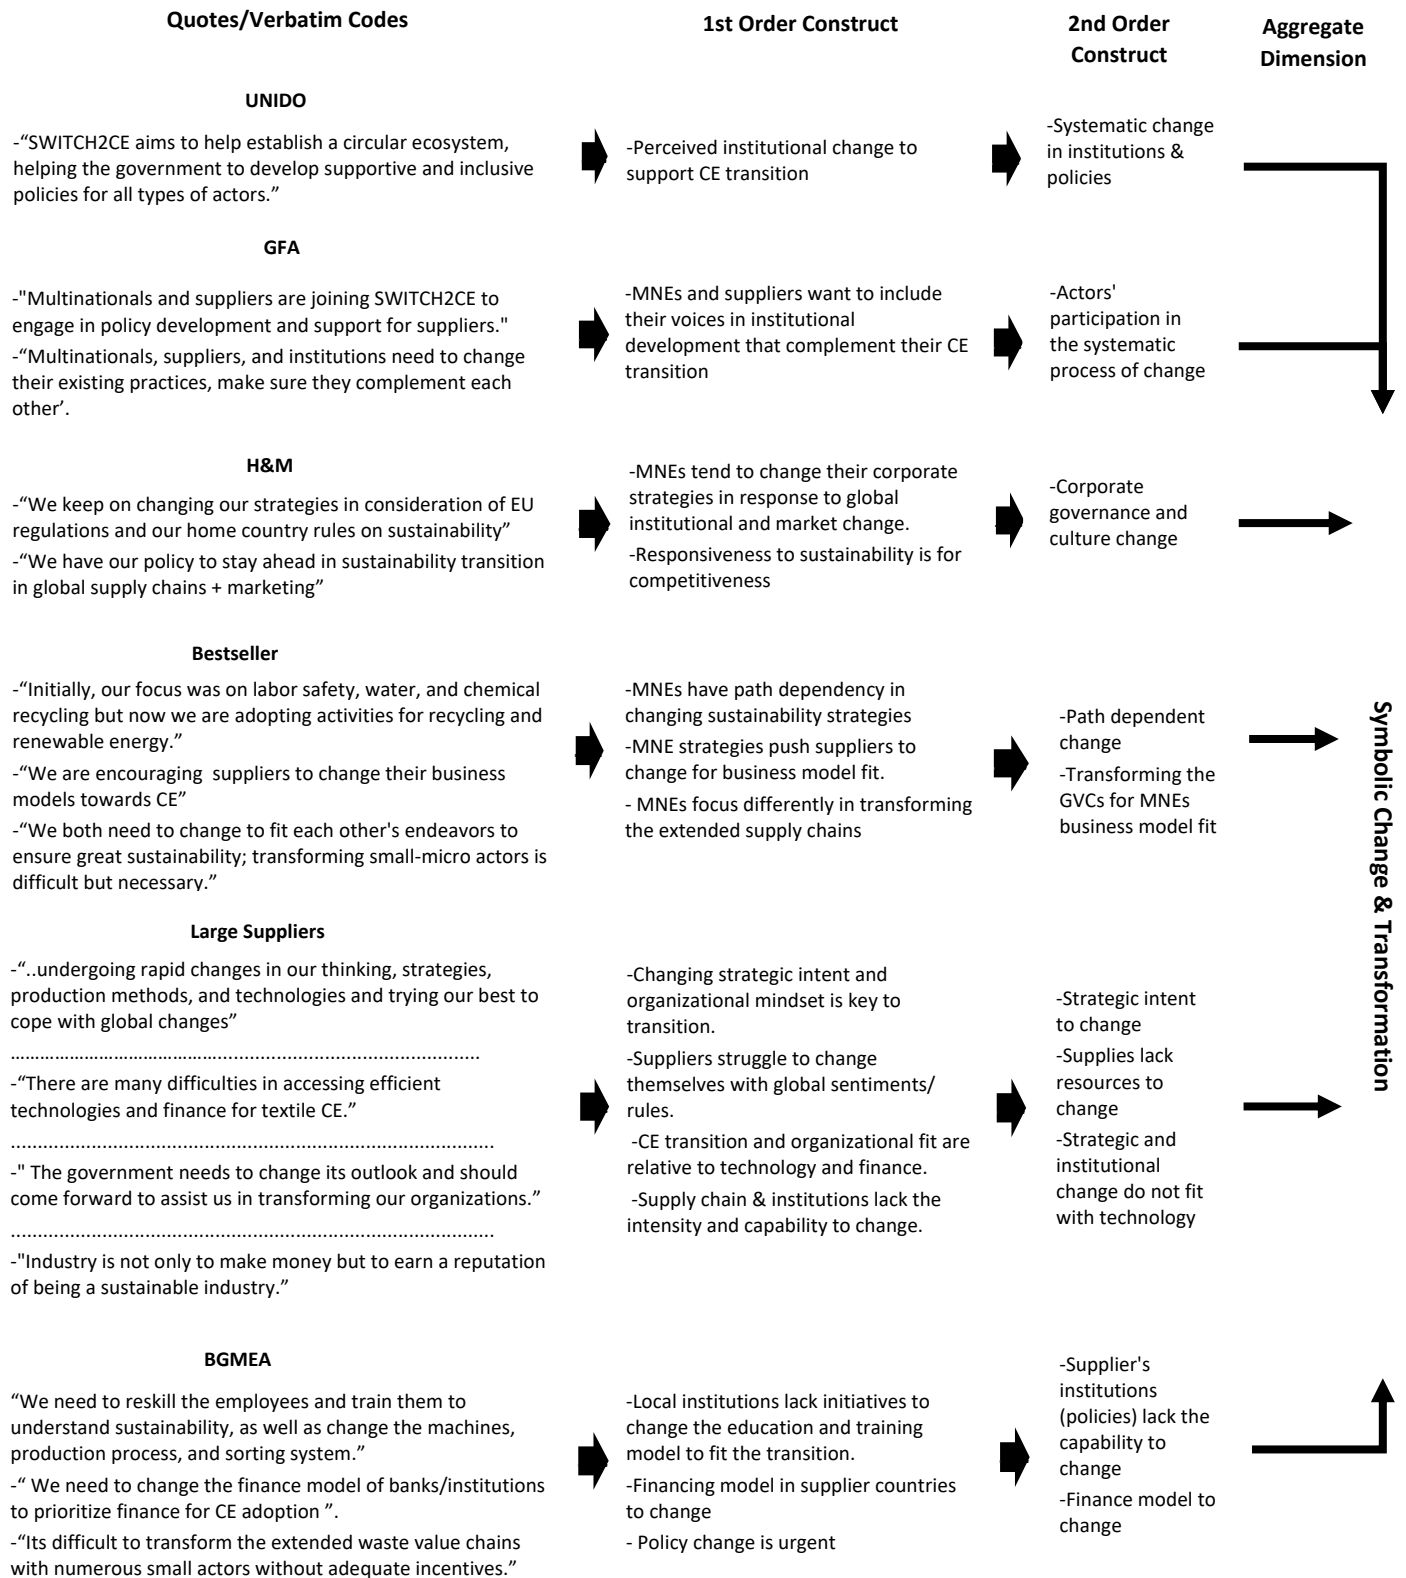 Quotes/Verbatim Codes
1st Order Construct
2nd Order
Construct
Aggregate
Dimension
UNIDO
-“SWITCH2CE aims to help establish a circular ecosystem,
helping the government to develop supportive and inclusive
policies for all types of actors.”
-Perceived institutional change to
support CE transition
-Systematic change
in institutions &
policies
GFA
-"Multinationals and suppliers are joining SWITCH2CE to
engage in policy development and support for suppliers."
-“Multinationals, suppliers, and institutions need to change
their existing practices, make sure they complement each
other’.
-MNEs and suppliers want to include
their voices in institutional
development that complement their CE
transition
-Actors'
participation in
the systematic
process of change
H&M
-“We keep on changing our strategies in consideration of EU
regulations and our home country rules on sustainability”
-“We have our policy to stay ahead in sustainability transition
in global supply chains + marketing”
-MNEs tend to change their corporate
strategies in response to global
institutional and market change.
-Responsiveness to sustainability is for
competitiveness
-Corporate
governance and
culture change
Bestseller
-“Initially, our focus was on labor safety, water, and chemical
recycling but now we are adopting activities for recycling and
renewable energy.”
-“We are encouraging  suppliers to change their business
models towards CE”
-“We both need to change to fit each other's endeavors to
ensure great sustainability; transforming small-micro actors is
difficult but necessary.”
-MNEs have path dependency in
changing sustainability strategies
-MNE strategies push suppliers to
change for business model fit.
- MNEs focus differently in transforming
the extended supply chains
-Path dependent
change
-Transforming the
GVCs for MNEs
business model fit
Symbolic Change & Transformation
Large Suppliers
-“..undergoing rapid changes in our thinking, strategies,
production methods, and technologies and trying our best to
cope with global changes”
........................................................................................
-“There are many difficulties in accessing efficient
technologies and finance for textile CE.”
........................................................................................
-" The government needs to change its outlook and should
come forward to assist us in transforming our organizations.”
........................................................................................
-"Industry is not only to make money but to earn a reputation
of being a sustainable industry.”
-Changing strategic intent and
organizational mindset is key to
transition.
-Suppliers struggle to change
themselves with global sentiments/
rules.
-CE transition and organizational fit are
relative to technology and finance.
-Supply chain & institutions lack the
intensity and capability to change.
-Strategic intent
to change
-Supplies lack
resources to
change
-Strategic and
institutional
change do not fit
with technology
BGMEA
“We need to reskill the employees and train them to
understand sustainability, as well as change the machines,
production process, and sorting system.”
-“ We need to change the finance model of banks/institutions
to prioritize finance for CE adoption ”.
-“Its difficult to transform the extended waste value chains
with numerous small actors without adequate incentives.”
-Local institutions lack initiatives to
change the education and training
model to fit the transition.
-Financing model in supplier countries
to change
- Policy change is urgent
-Supplier's
institutions
(policies) lack the
capability to
change
-Finance model to
change